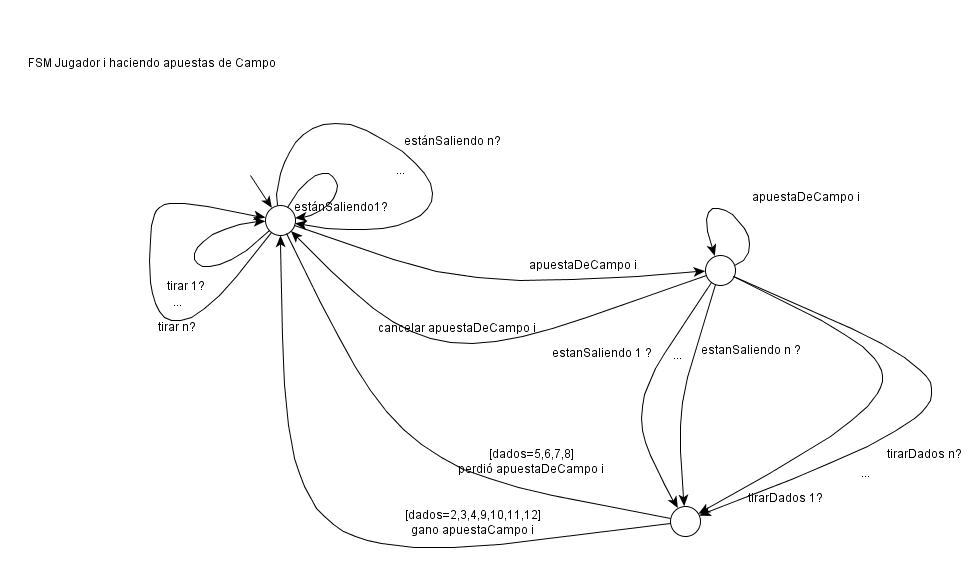 FSM Jugador i haciendo apuestas de Campo
estánSaliendo n?
...
estánSaliendo1?
apuestaDeCampo i
apuestaDeCampo i
tirar 1?
...
tirar n?
cancelar apuestaDeCampo i
estanSaliendo 1 ?
...
estanSaliendo n ?
[dados=5,6,7,8]
perdió apuestaDeCampo i
tirarDados n?
...
tirarDados 1?
[dados=2,3,4,9,10,11,12]
gano apuestaCampo i